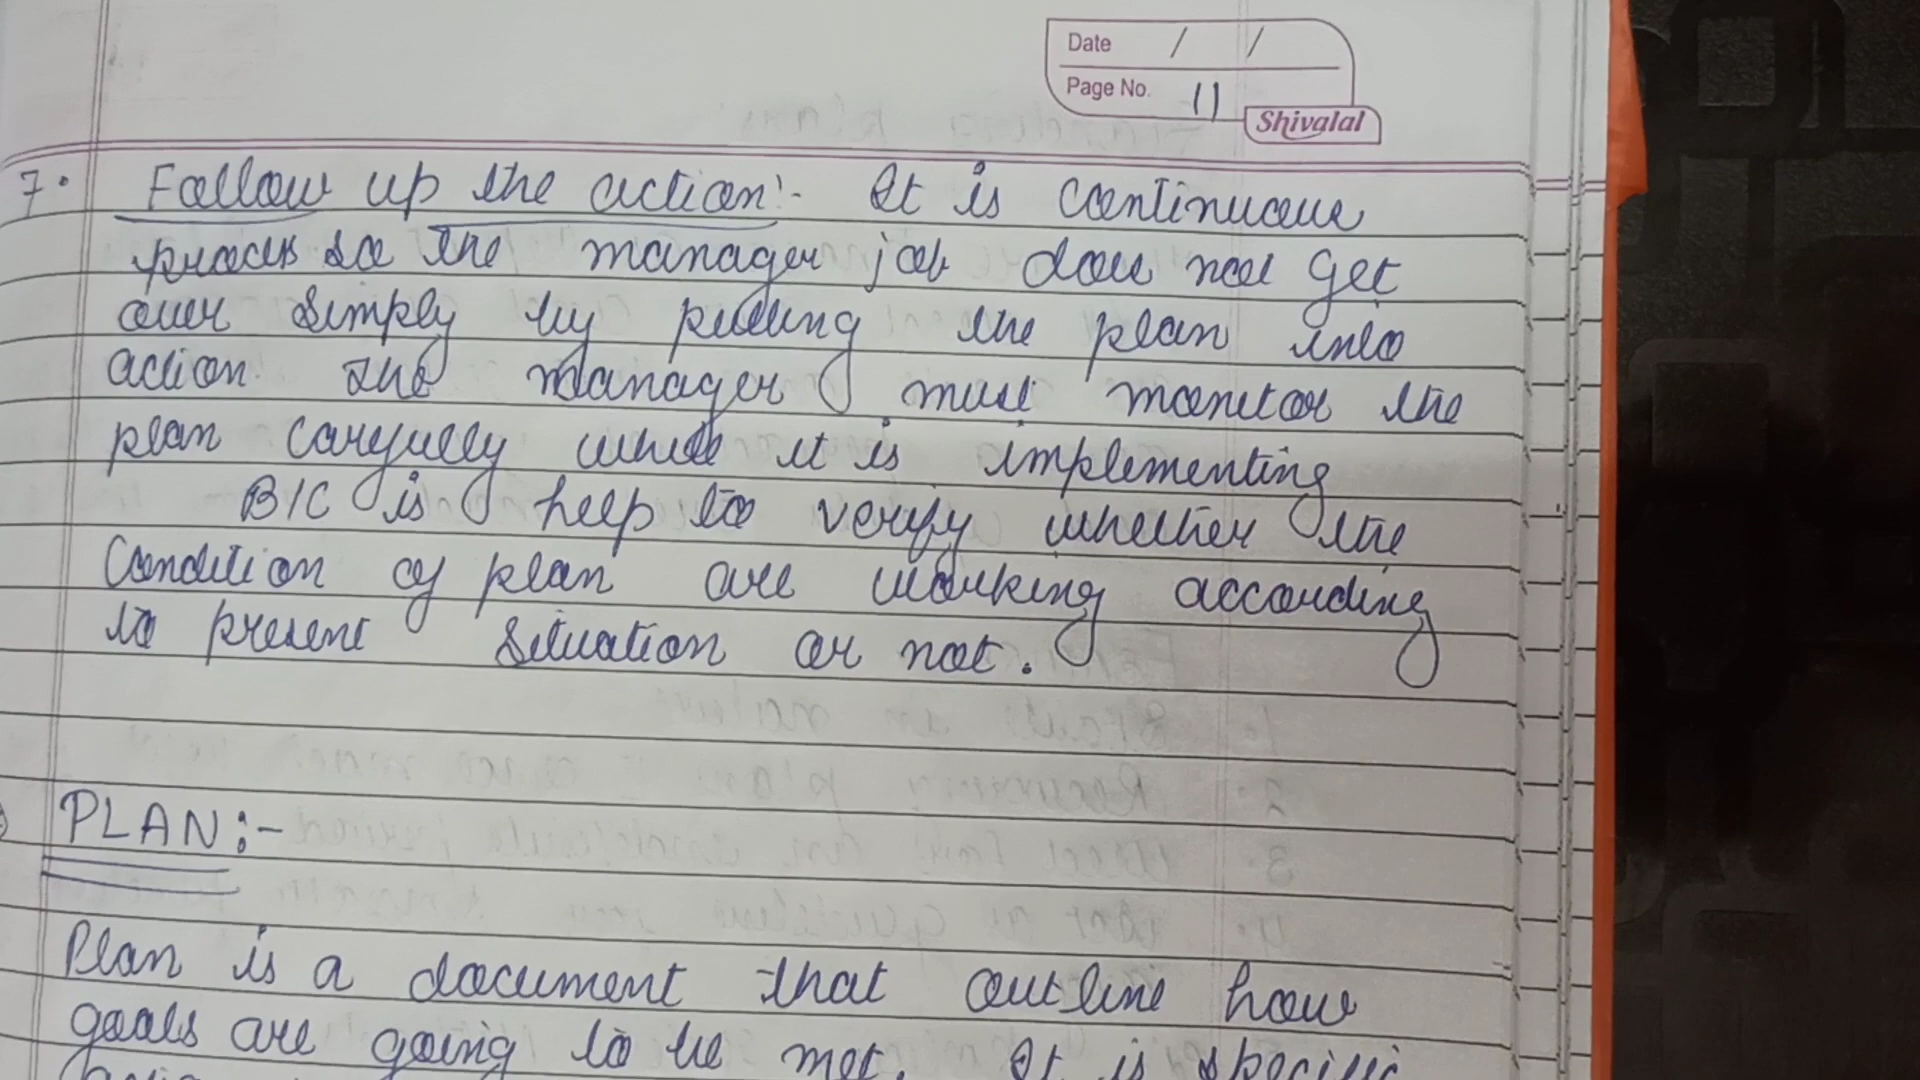 Date / /
Page No. 11
Shivalal
7. Follow up the action:- It is continuous
process so the manager job does not get
over simply by putting the plan into
action. The manager must monitor the
plan carefully while it is implementing
B/C is help to verify whether the
Condition of plan are working according
to present situation or not.
PLAN:-
Plan is a document that outline how
goals are going to be met. It is specific